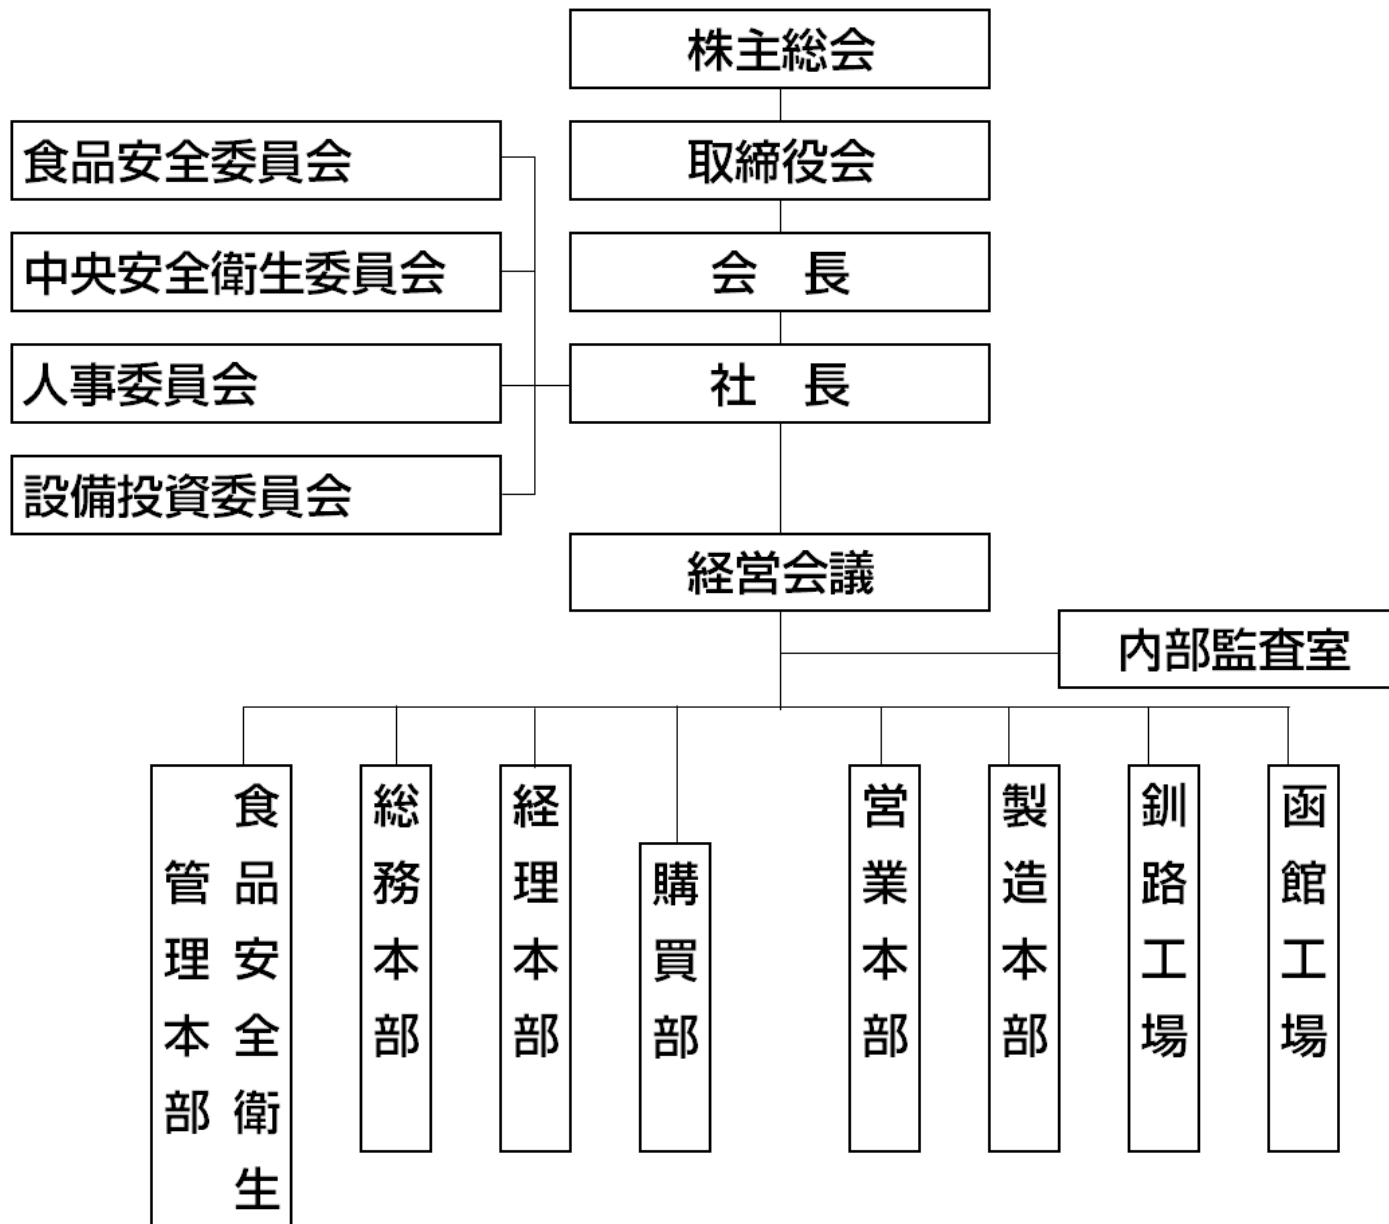 株主総会
取締役会
会　長
社　長
食品安全委員会
中央安全衛生委員会
人事委員会
設備投資委員会
経営会議
内部監査室
食品安全衛生
管理本部
総務本部
経理本部
購買部
営業本部
製造本部
釧路工場
函館工場